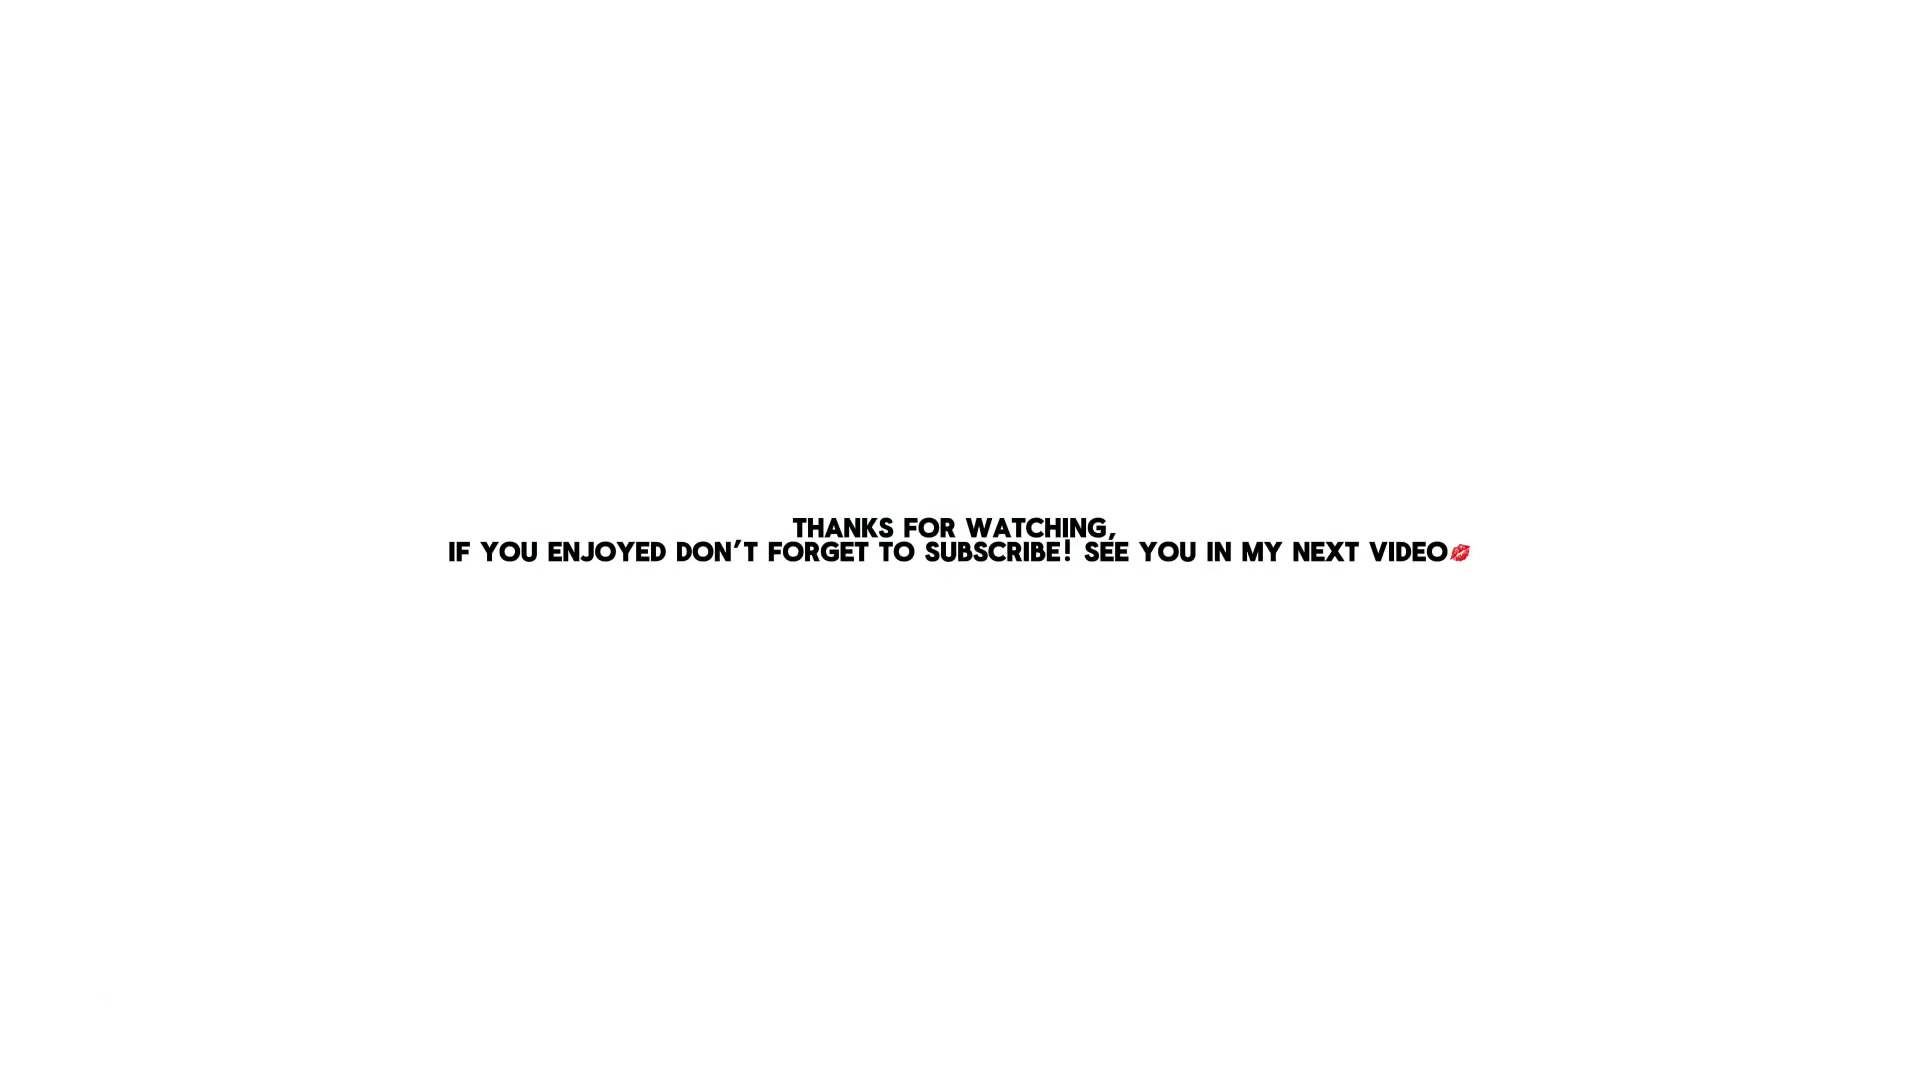 THANKS FOR WATCHING,
IF YOU ENJOYED DON'T FORGET TO SUBSCRIBE! SEE YOU IN MY NEXT VIDEO💋